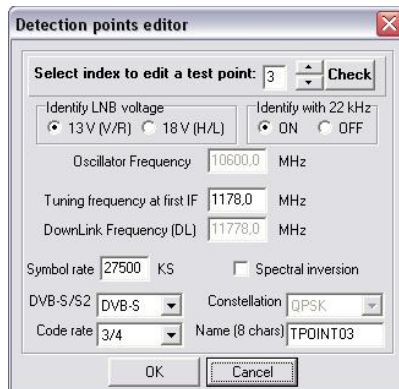 Detection points editor
Select index to edit a test point: 3 Check
Identify LNB voltage Identify with 22 kHz
13 V (V/R) 18 V (H/L) ON OFF
Oscillator Frequency 10600,0 MHz
Tuning frequency at first IF 1178,0 MHz
DownLink Frequency (DL) 11778,0 MHz
Symbol rate 27500 KS Spectral inversion
DVB-S/S2 DVB-S Constellation QPSK
Code rate 3/4 Name (8 chars) TPOINT03
OK Cancel